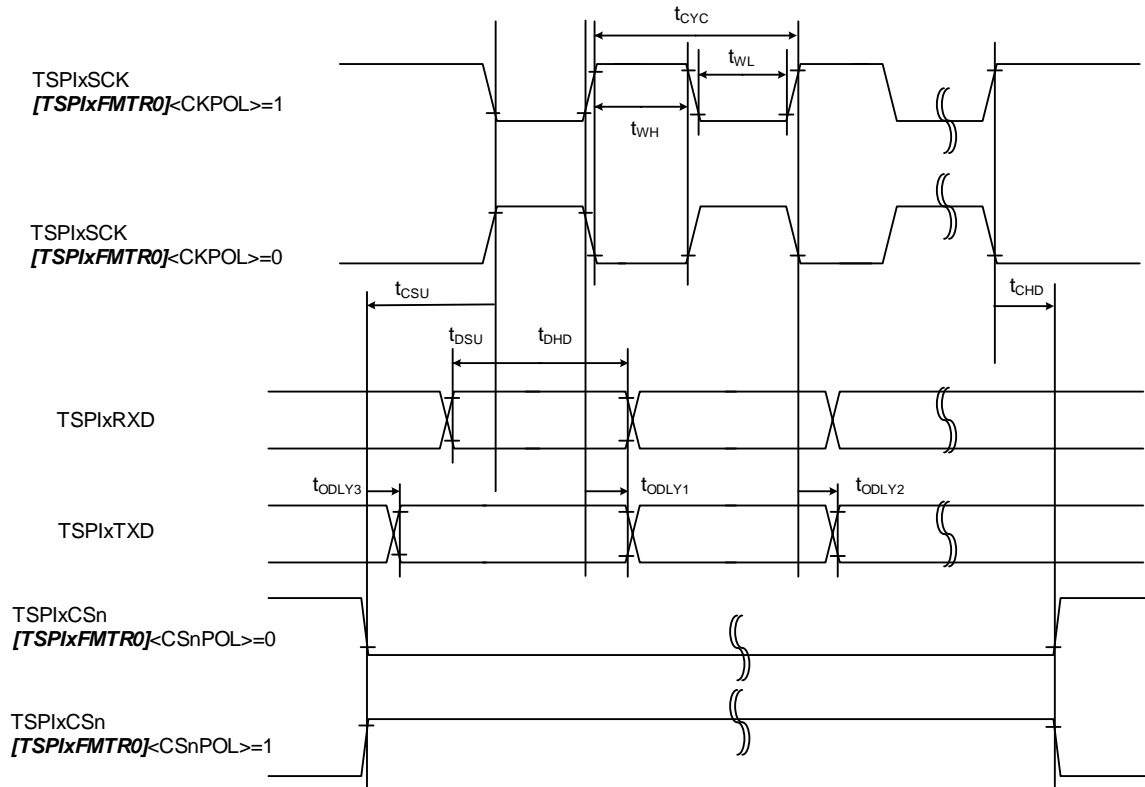 tCYC
tWL
TSPIxSCK
[TSPIxFMTR0]<CKPOL>=1
tWH
TSPIxSCK
[TSPIxFMTR0]<CKPOL>=0
tCSU
tCHD
tDSU
tDHD
TSPIxRXD
tODLY3
tODLY1
tODLY2
TSPIxTXD
TSPIxCSn
[TSPIxFMTR0]<CSnPOL>=0
TSPIxCSn
[TSPIxFMTR0]<CSnPOL>=1